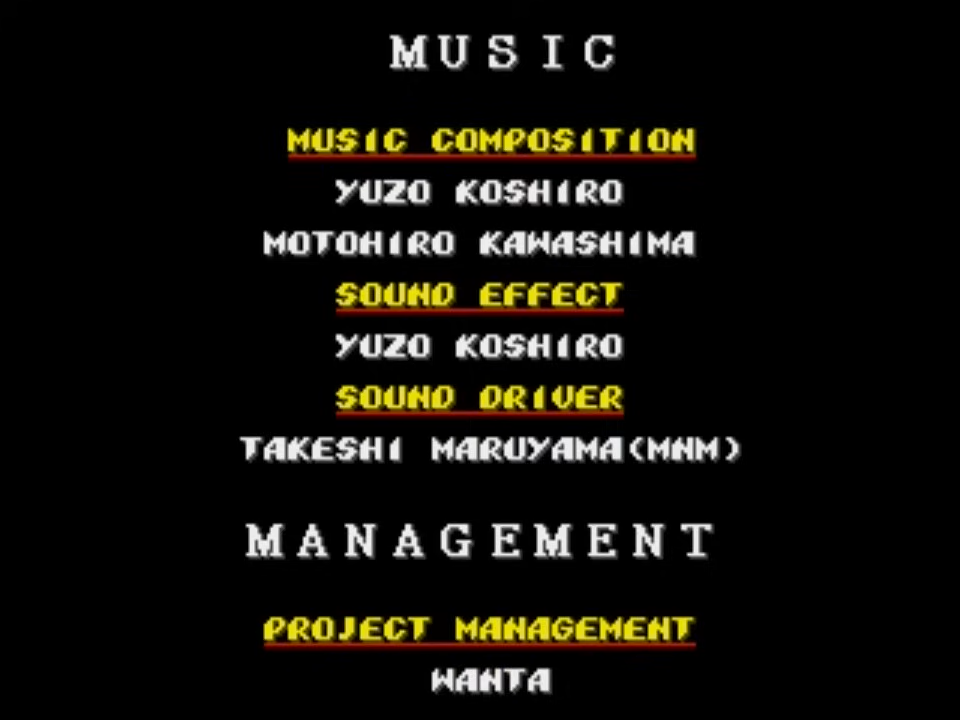 MUSIC
MUSIC COMPOSITION
YUZO KOSHIRO
MOTOHIRO KAWASHIMA
SOUND EFFECT
YUZO KOSHIRO
SOUND DRIVER
TAKESHI MARUYAMA(MNM)
MANAGEMENT
PROJECT MANAGEMENT
WANTA